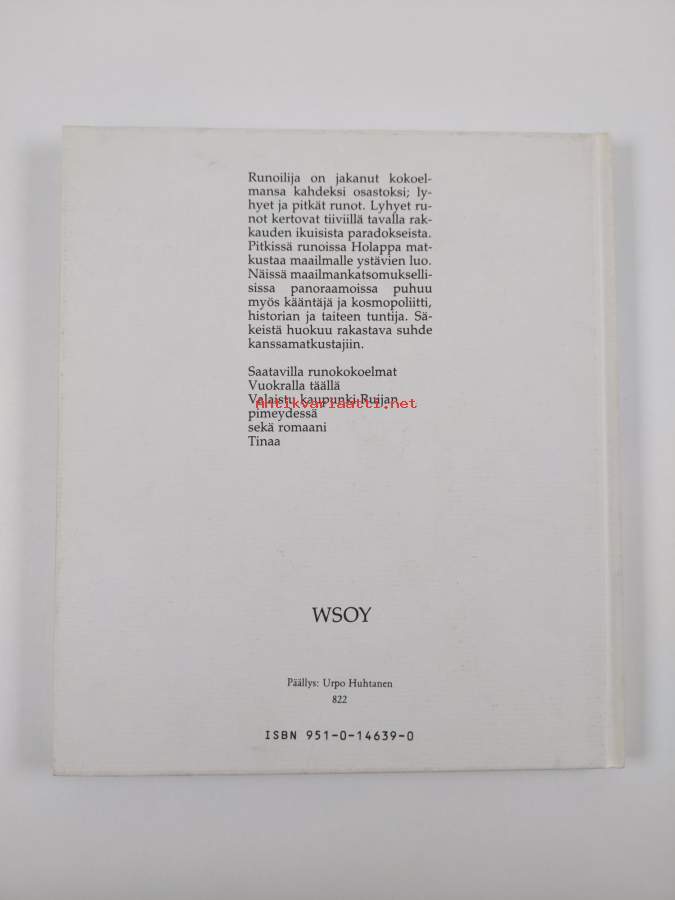 Runoilija on jakanut kokoel-
mansa kahdeksi osastoksi; ly-
hyet ja pitkät runot. Lyhyet ru-
not kertovat tiiviillä tavalla rak-
kauden ikuisista paradokseista.
Pitkissä runoissa Holappa mat-
kustaa maailmalle ystävien luo.
Näissä maailmankatsomukselli-
sissa panoraamoissa puhuu
myös kääntäjä ja kosmopoliitti,
historian ja taiteen tuntija. Sä-
keistä huokuu rakastava suhde
kanssamatkustajiin.
Saatavilla runokokoelmat
Vuokralla täällä
Valaistu kaupunki Ruijan
Antikvariaatti.net
pimeydessä
sekä romaani
Tinaa
WSOY
Päällys: Urpo Huhtanen
822
ISBN 951-0-14639-0